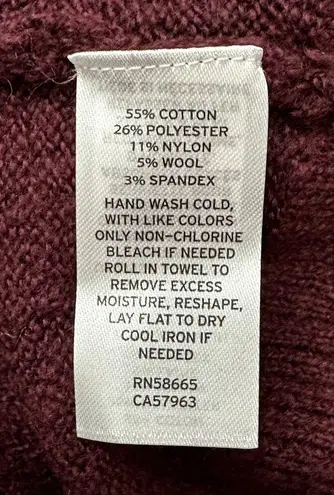 55% COTTON
26% POLYESTER
11% NYLON
5% WOOL
3% SPANDEX
HAND WASH COLD,
WITH LIKE COLORS
ONLY NON-CHLORINE
BLEACH IF NEEDED
ROLL IN TOWEL TO
REMOVE EXCESS
MOISTURE, RESHAPE,
LAY FLAT TO DRY
COOL IRON IF
NEEDED
RN58665
CA57963